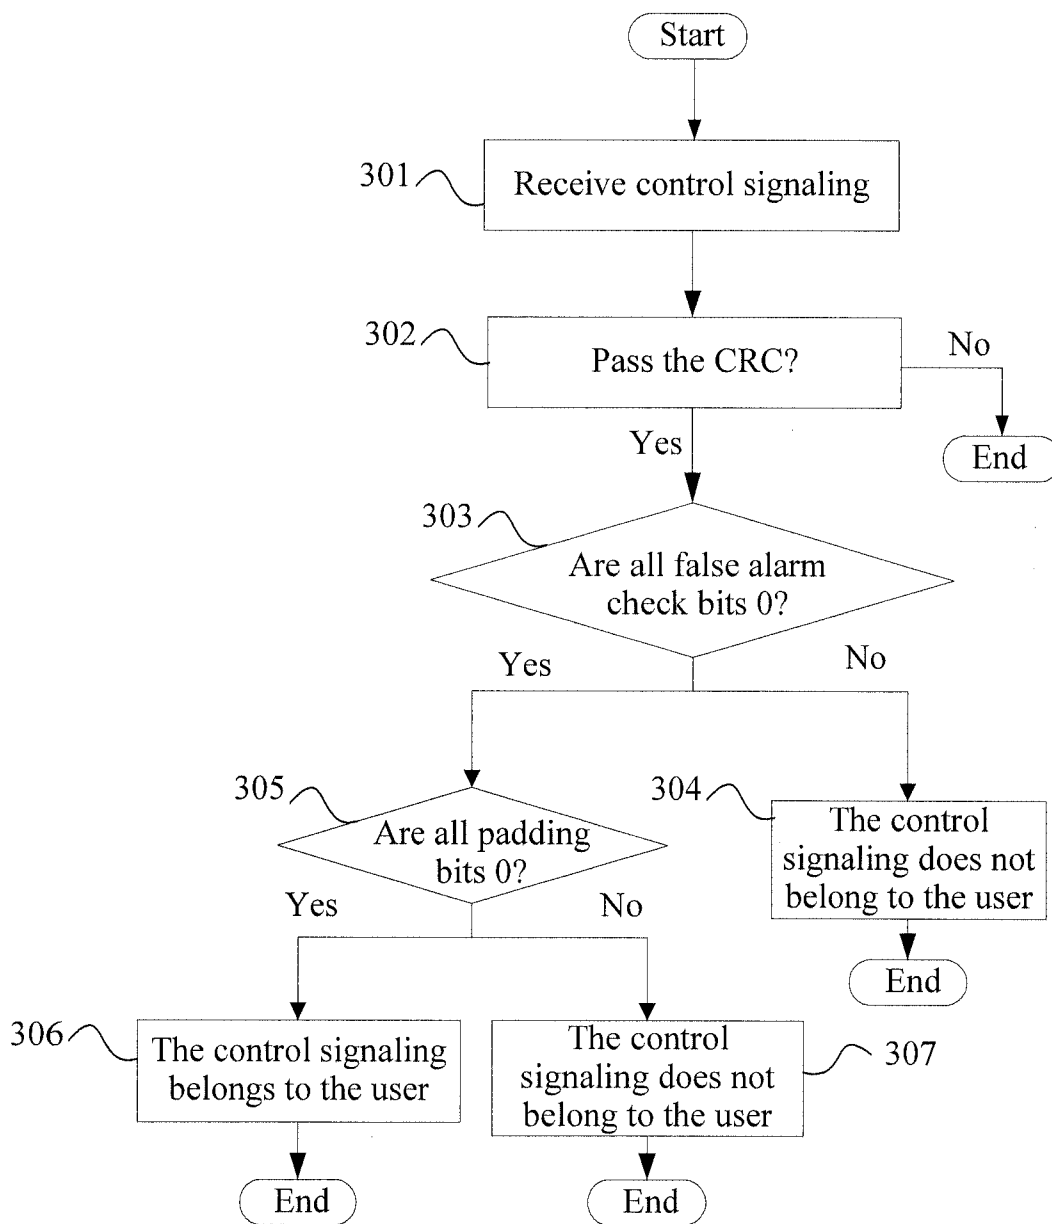 Start
301
Receive control signaling
302
Pass the CRC?
No
Yes
End
303
Are all false alarm
check bits 0?
Yes
No
305
Are all padding
bits 0?
304
The control
signaling does not
belong to the user
Yes
No
End
306
The control signaling
belongs to the user
The control
signaling does not
belong to the user
307
End
End